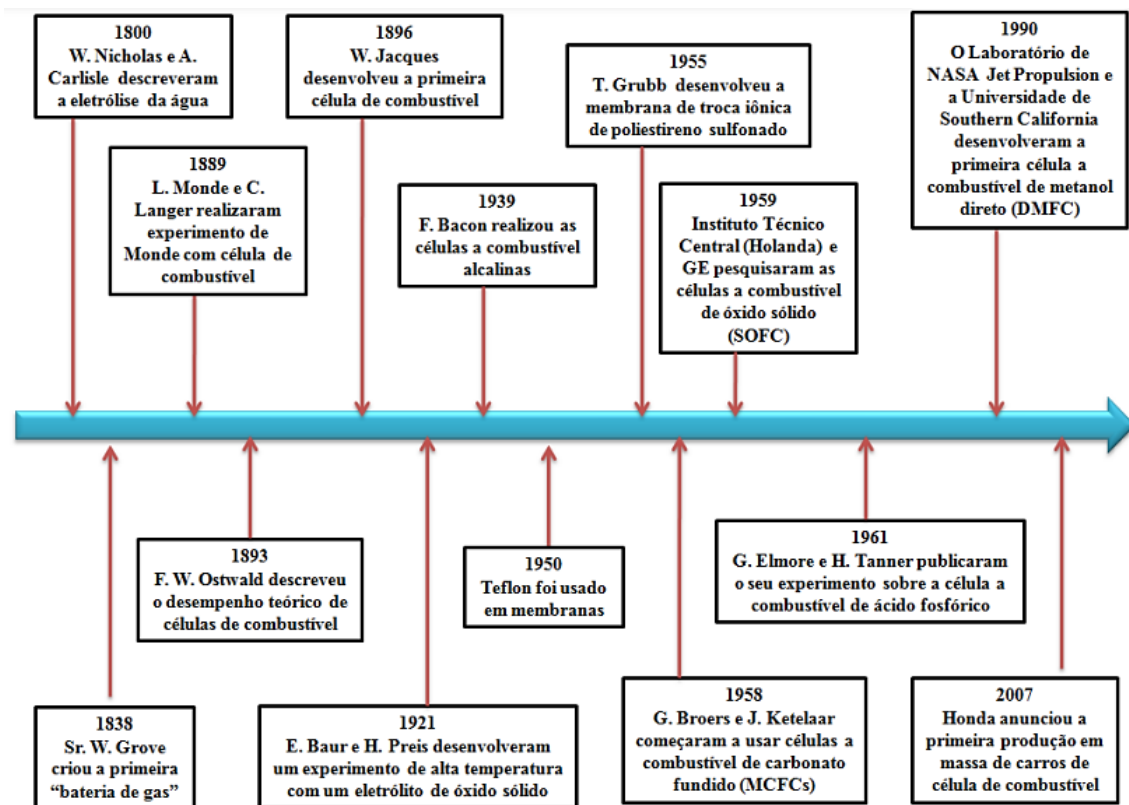 1800
W. Nicholas e A.
Carlisle descreveram
a eletrólise da água
1896
W. Jacques
desenvolveu a primeira
célula de combustível
1955
T. Grubb desenvolveu a
membrana de troca iônica
de poliestireno sulfonado
1990
O Laboratório de
NASA Jet Propulsion e
a Universidade de
Southern California
desenvolveram a
primeira célula a
combustível de metanol
direto (DMFC)
1889
L. Monde e C.
Langer realizaram
experimento de
Monde com célula de
combustível
1939
F. Bacon realizou as
células a combustível
alcalinas
1959
Instituto Técnico
Central (Holanda) e
GE pesquisaram as
células a combustível
de óxido sólido
(SOFC)
1893
F. W. Ostwald descreveu
o desempenho teórico de
células de combustível
1950
Teflon foi usado
em membranas
1961
G. Elmore e H. Tanner publicaram
o seu experimento sobre a célula a
combustível de ácido fosfórico
1838
Sr. W. Grove
criou a primeira
“bateria de gas”
1921
E. Baur e H. Preis desenvolveram
um experimento de alta temperatura
com um eletrólito de óxido sólido
1958
G. Broers e J. Ketelaar
começaram a usar células a
combustível de carbonato
fundido (MCFCs)
2007
Honda anunciou a
primeira produção em
massa de carros de
célula de combustível